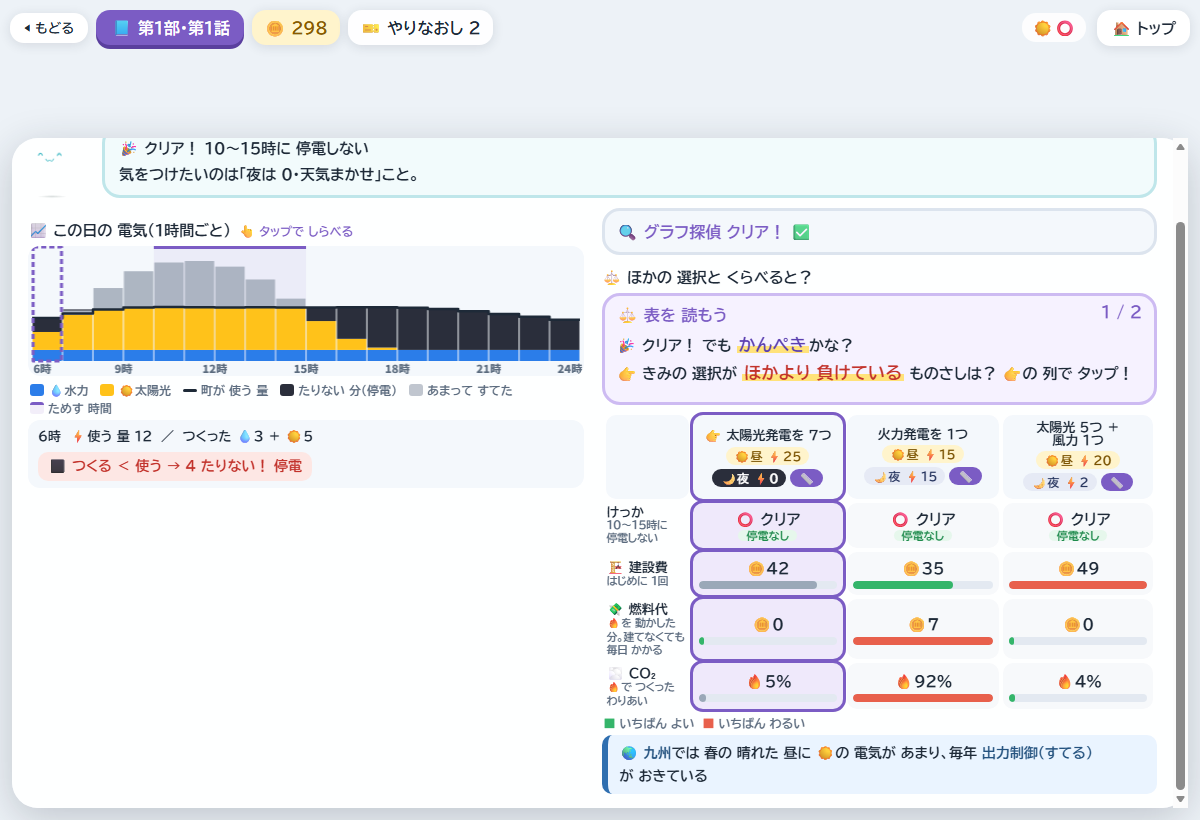 もどる
第1部・第1話
298
やりなおし 2
トップ
クリア！ 10〜15時に 停電しない
気をつけたいのは「夜は 0・天気まかせ」こと。
この日の 電気（1時間ごと） タップで しらべる
6時 9時 12時 15時 18時 21時 24時
水力 太陽光 町が 使う 量 たりない 分（停電） あまって すてた
ためす 時間
6時 使う 量 12 ／ つくった 3 + 5
つくる < 使う → 4 たりない！ 停電
グラフ探偵 クリア！
ほかの 選択と くらべると？
表を 読もう 1 / 2
クリア！ でも かんぺきかな？
きみの 選択が ほかより 負けている ものさしは？ の 列で タップ！
太陽光発電を 7つ
昼 25
夜 0
火力発電を 1つ
昼 15
夜 15
太陽光 5つ ＋
風力 1つ
昼 20
夜 2
けっか
10〜15時に
停電しない
クリア
停電なし
クリア
停電なし
クリア
停電なし
建設費
はじめに 1回
42
35
49
燃料代
を 動かした
分。建てなくても
毎日 かかる
0
7
0
CO₂
で つくった
わりあい
5%
92%
4%
いちばん よい いちばん わるい
九州では 春の 晴れた 昼に の 電気が あまり、毎年 出力制御（すてる）
が おきている